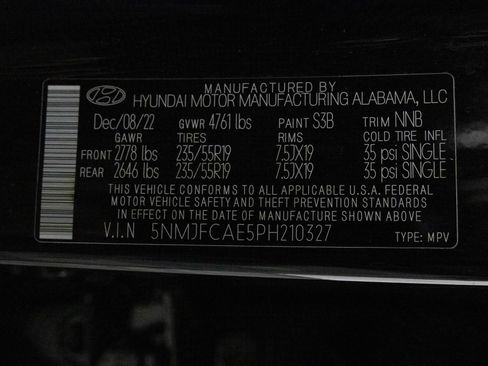 MANUFACTURED BY
HYUNDAI MOTOR MANUFACTURING ALABAMA, LLC
Dec/08/22 GVWR 4761 lbs PAINT S3B TRIM NNB
GAWR TIRES RIMS COLD TIRE INFL
FRONT 2778 lbs 235/55R19 7.5JX19 35 psi SINGLE
REAR 2646 lbs 235/55R19 7.5JX19 35 psi SINGLE
THIS VEHICLE CONFORMS TO ALL APPLICABLE U.S.A. FEDERAL
MOTOR VEHICLE SAFETY AND THEFT PREVENTION STANDARDS
IN EFFECT ON THE DATE OF MANUFACTURE SHOWN ABOVE
V.I.N 5NMJFCAE5PH210327 TYPE: MPV